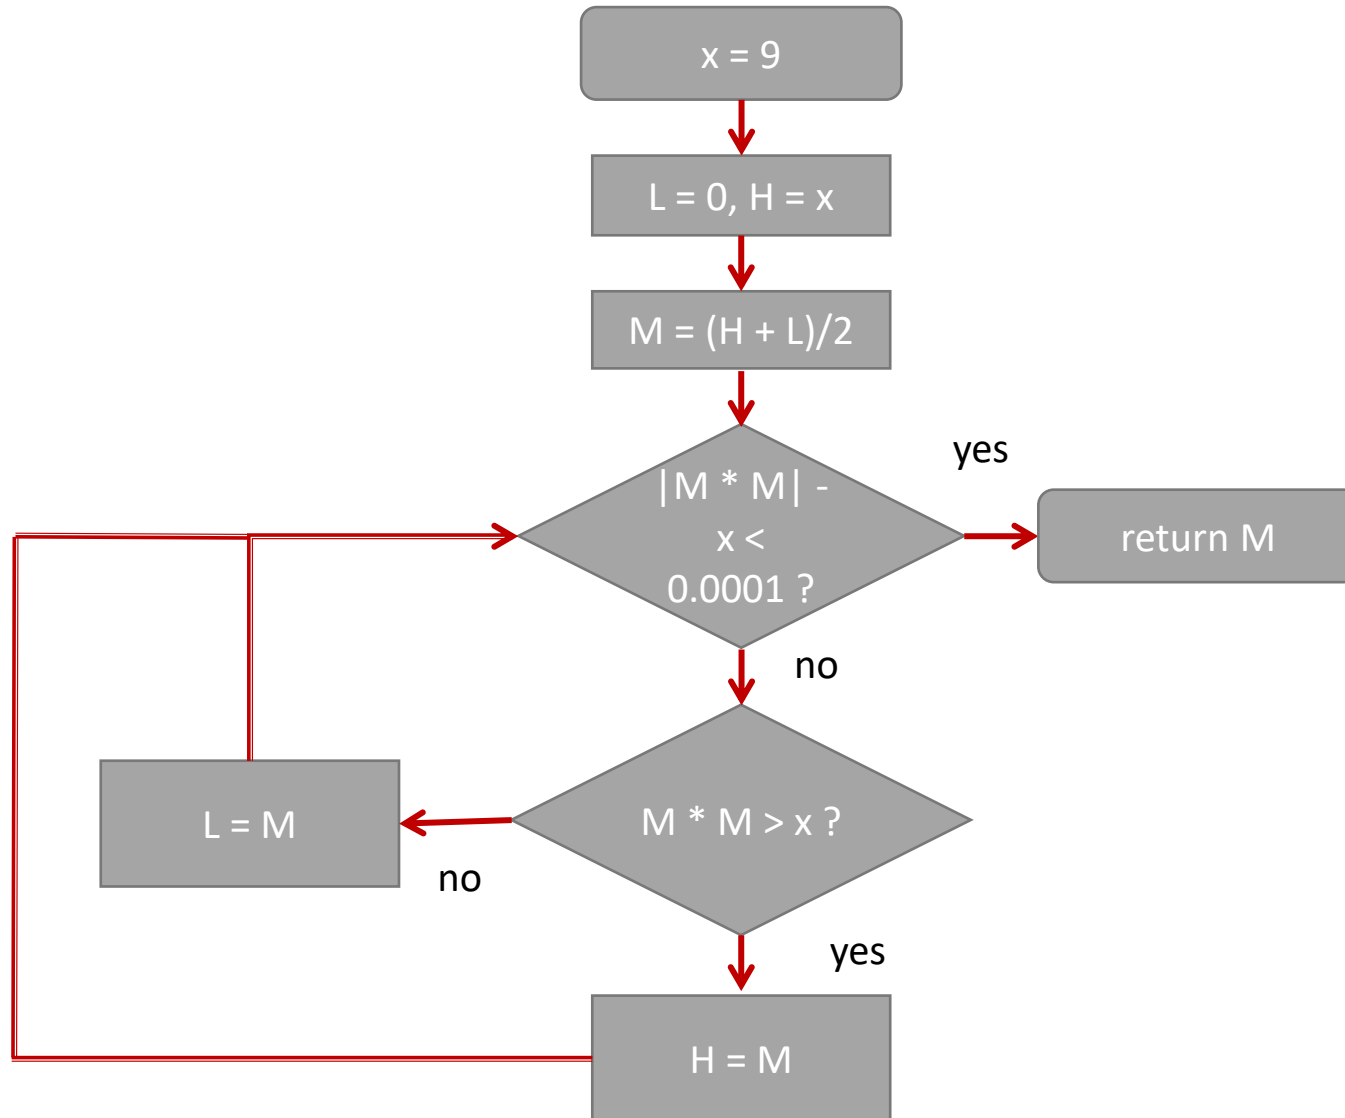 x = 9
L = 0, H = x
M = (H + L)/2
yes
|M * M| -
x <
0.0001 ?
return M
no
M * M > x ?
L = M
no
yes
H = M